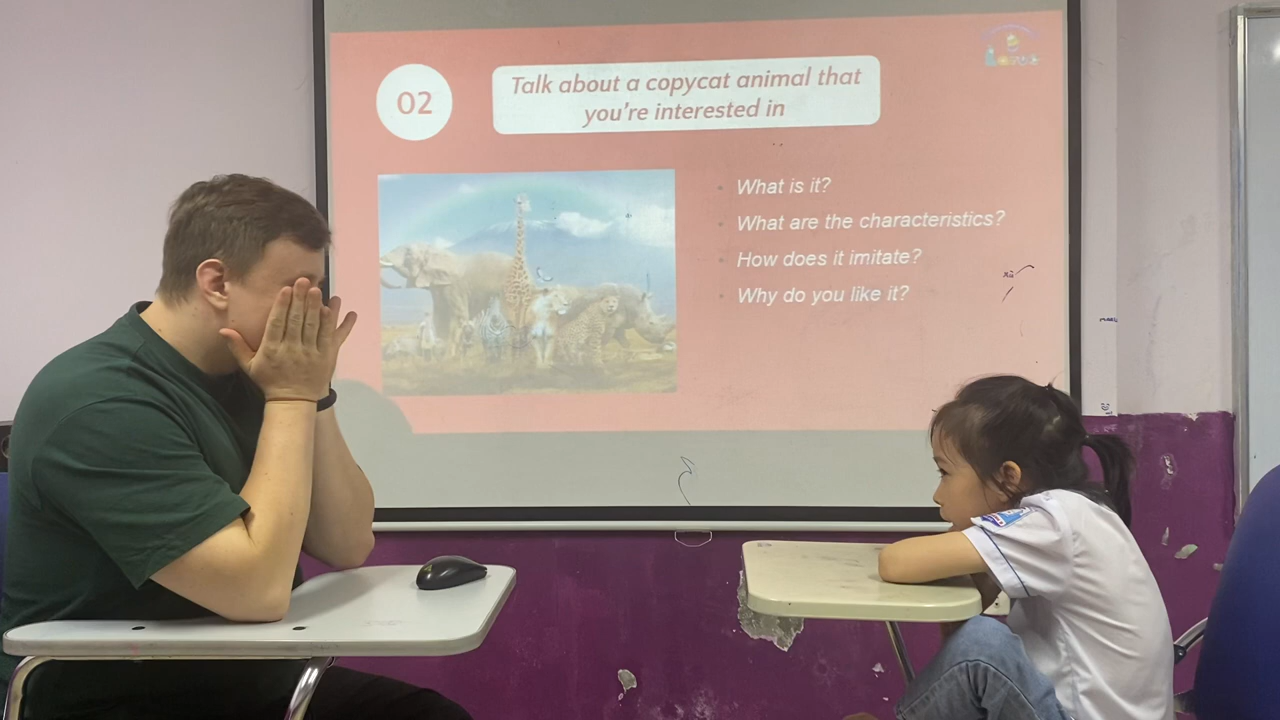 02
Talk about a copycat animal that
you're interested in
What is it?
What are the characteristics?
How does it imitate?
Why do you like it?